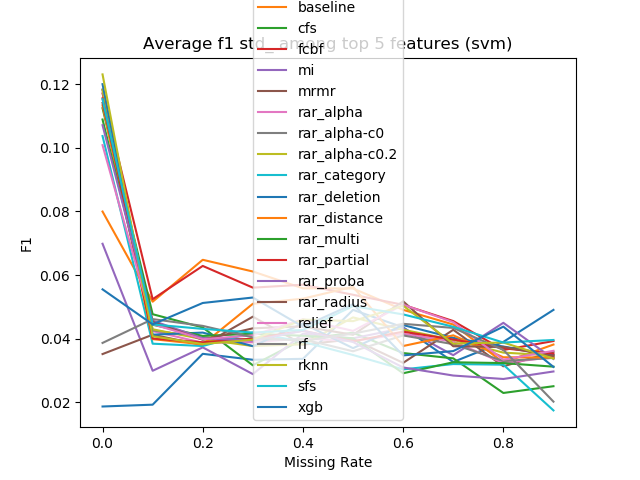 baseline
Average f1 std_ among top 5 features (svm)
cfs
fcbf
mi
mrmr
rar_alpha
rar_alpha-c0
rar_alpha-c0.2
rar_category
rar_deletion
rar_distance
rar_multi
rar_partial
rar_proba
rar_radius
relief
rf
rknn
sfs
xgb
F1
0.12
0.10
0.08
0.06
0.04
0.02
0.0
0.2
0.4
0.6
0.8
Missing Rate